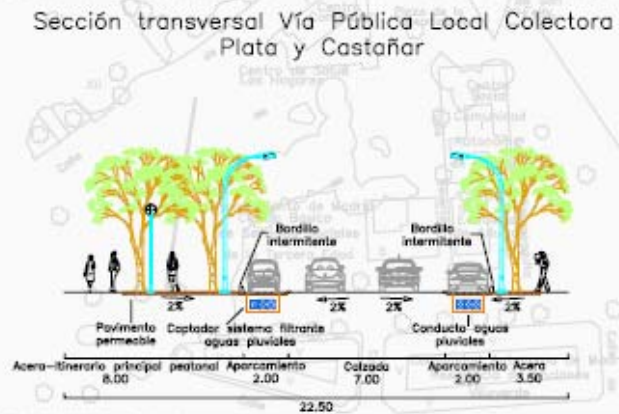 Sección transversal Vía Pública Local Colectora
Plata y Castañar
Bordillo
intermitente
Bordillo
intermitente
2%
2%
2%
2%
Pavimento
permeable
Captador sistema filtrante
aguas pluviales
Conducto aguas
pluviales
Acera-itinerario principal peatonal Aparcamiento Calzada Aparcamiento Acera
8.00 2.00 7.00 2.00 3.50
22.50